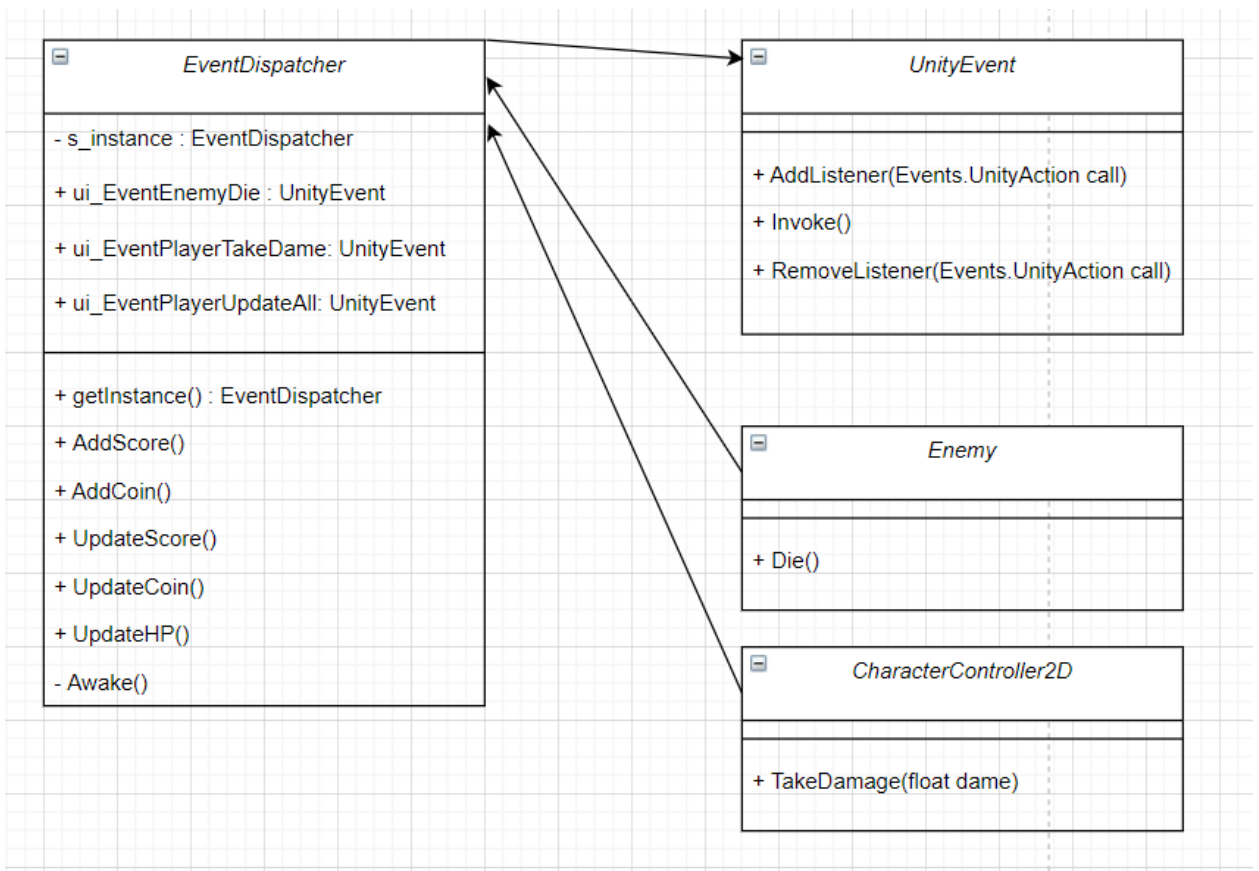 EventDispatcher
- s_instance : EventDispatcher
+ ui_EventEnemyDie : UnityEvent
+ ui_EventPlayerTakeDame: UnityEvent
+ ui_EventPlayerUpdateAll: UnityEvent
+ getInstance() : EventDispatcher
+ AddScore()
+ AddCoin()
+ UpdateScore()
+ UpdateCoin()
+ UpdateHP()
- Awake()
UnityEvent
+ AddListener(Events.UnityAction call)
+ Invoke()
+ RemoveListener(Events.UnityAction call)
Enemy
+ Die()
CharacterController2D
+ TakeDamage(float dame)